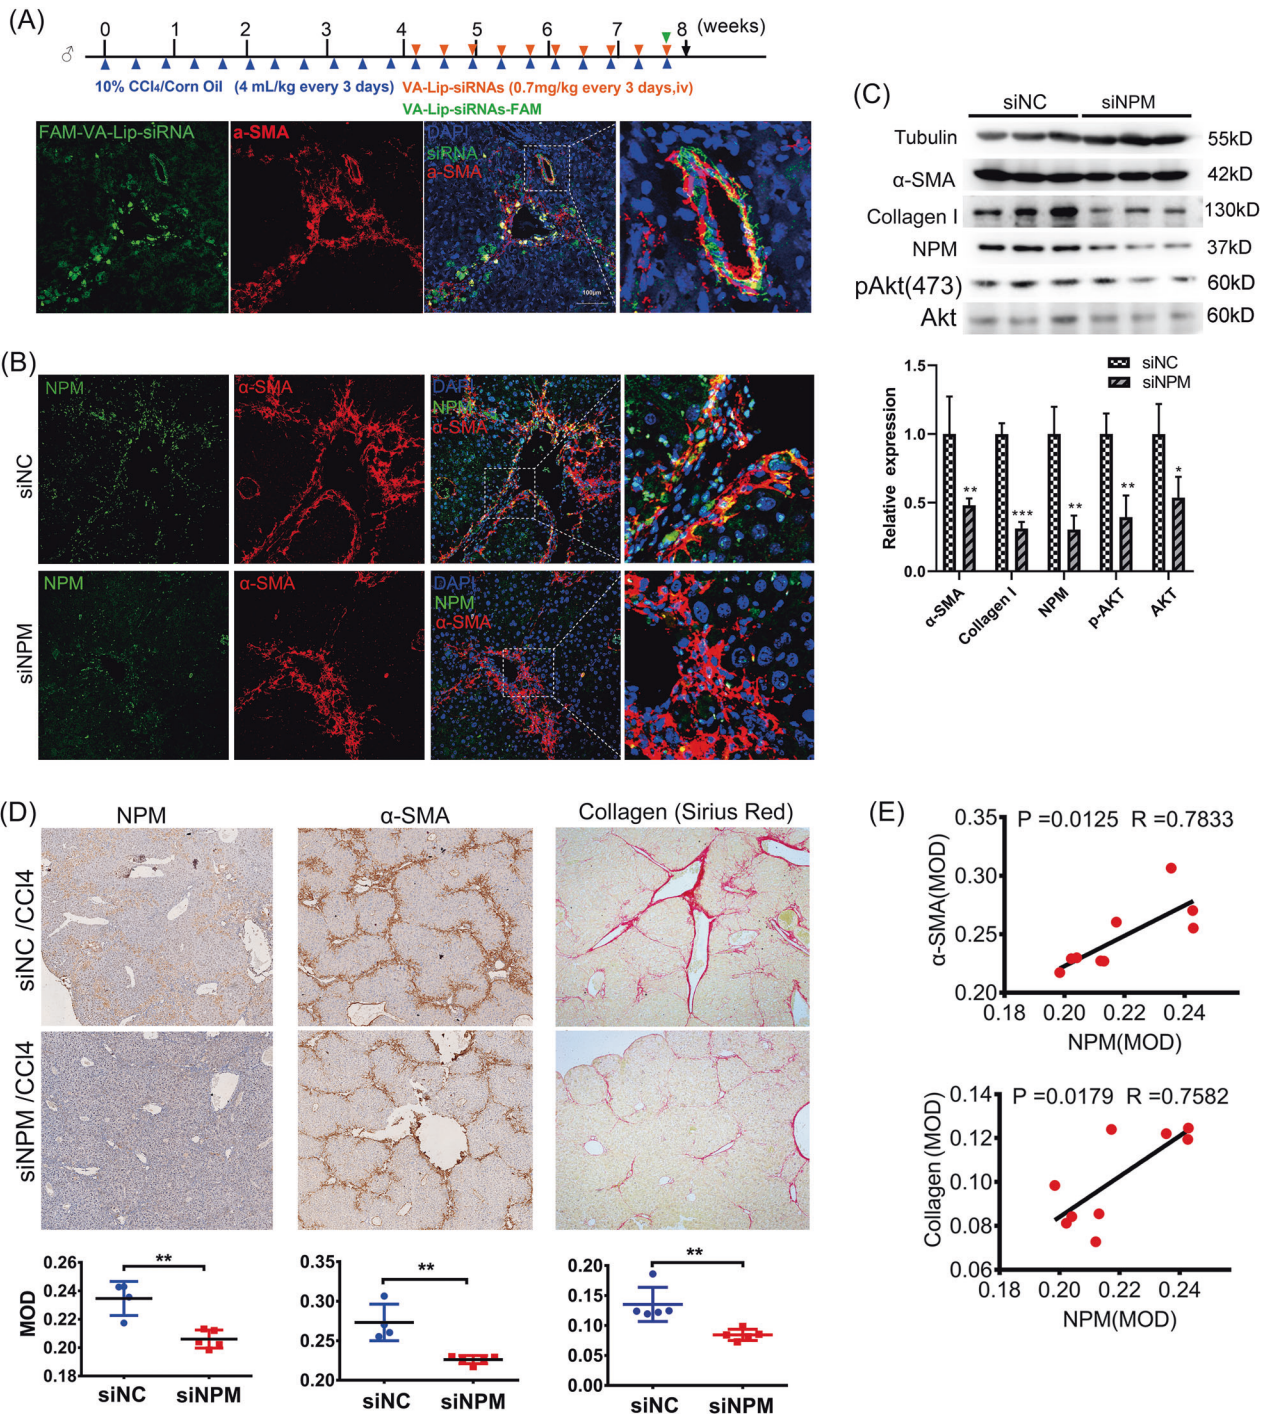 (A)
0 1 2 3 4 5 6 7 8 (weeks)
♂
10% CCl₄/Corn Oil (4 mL/kg every 3 days) VA-Lip-siRNAs (0.7mg/kg every 3 days,iv)
VA-Lip-siRNAs-FAM
FAM-VA-Lip-siRNA
a-SMA
DAPI
siRNA
a-SMA
100μm
(B)
siNC
NPM
α-SMA
DAPI
NPM
α-SMA
siNPM
NPM
α-SMA
DAPI
NPM
α-SMA
(C)
siNC siNPM
Tubulin 55kD
α-SMA 42kD
Collagen I 130kD
NPM 37kD
pAkt(473) 60kD
Akt 60kD
siNC
siNPM
Relative expression
1.5
1.0
0.5
0.0
** *** ** ** *
α-SMA
Collagen I
NPM
p-AKT
AKT
(D)
NPM α-SMA Collagen (Sirius Red)
siNC /CCl4
siNPM /CCl4
MOD
0.26
0.24
0.22
0.20
0.18
**
siNC siNPM
0.35
0.30
0.25
0.20
**
siNC siNPM
0.20
0.15
0.10
0.05
0.00
**
siNC siNPM
(E)
P =0.0125 R =0.7833
α-SMA(MOD)
0.35
0.30
0.25
0.20
0.18 0.20 0.22 0.24
NPM(MOD)
P =0.0179 R =0.7582
Collagen (MOD)
0.14
0.12
0.10
0.08
0.06
0.18 0.20 0.22 0.24
NPM(MOD)